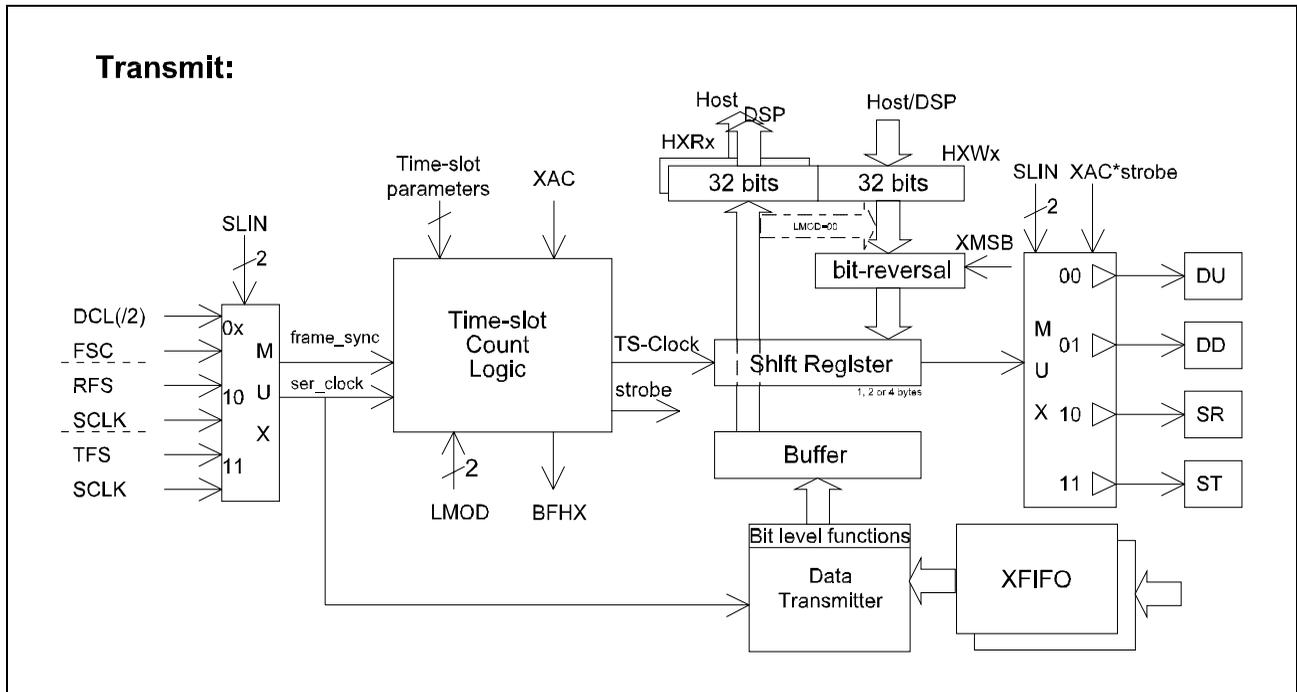 Transmit:
Host
DSP
Host/DSP
HXRx
HXWx
Time-slot
parameters
XAC
32 bits
32 bits
SLIN
XAC*strobe
2
SLIN
2
LMOD=00
XMSB
bit-reversal
DCL(/2)
FSC
RFS
SCLK
TFS
SCLK
0x
10
11
M
U
X
frame_sync
ser_clock
Time-slot
Count
Logic
TS-Clock
strobe
Shift Register
1, 2 or 4 bytes
M
U
X
00
01
10
11
DU
DD
SR
ST
2
LMOD
BFHX
Buffer
Bit level functions
Data
Transmitter
XFIFO